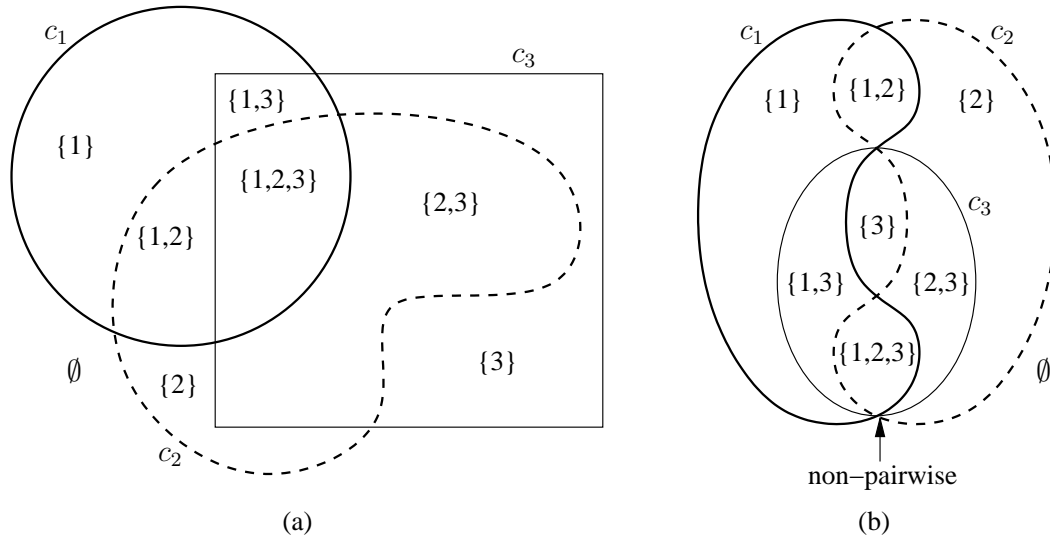 c₁
c₃
{1,3}
{1}
{1,2,3}
{2,3}
{1,2}
∅
{2}
{3}
c₂
(a)
c₁
c₂
{1}
{1,2}
{2}
c₃
{3}
{1,3}
{2,3}
{1,2,3}
∅
non−pairwise
(b)